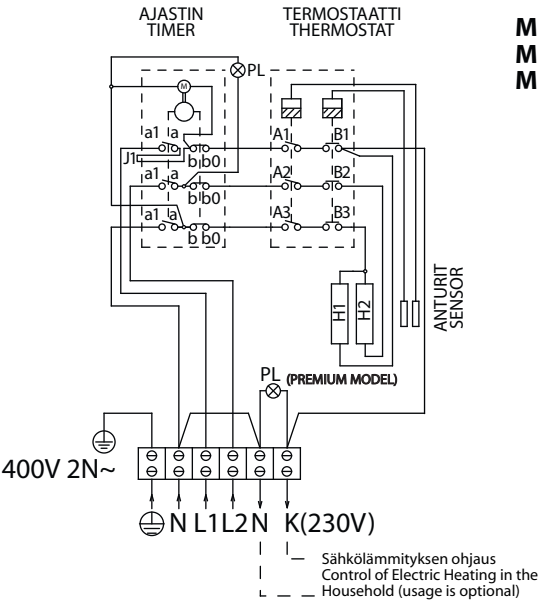 AJASTIN
TIMER
TERMOSTAATTI
THERMOSTAT
M
M
M
PL
M
a1 a
A1
B1
J1
b b0
a1 a
A2
B2
b b0
a1 a
A3
B3
b b0
H1
H2
ANTURIT
SENSOR
PL (PREMIUM MODEL)
400V 2N~
N L1 L2 N K(230V)
Sähkölämmityksen ohjaus
Control of Electric Heating in the
Household (usage is optional)